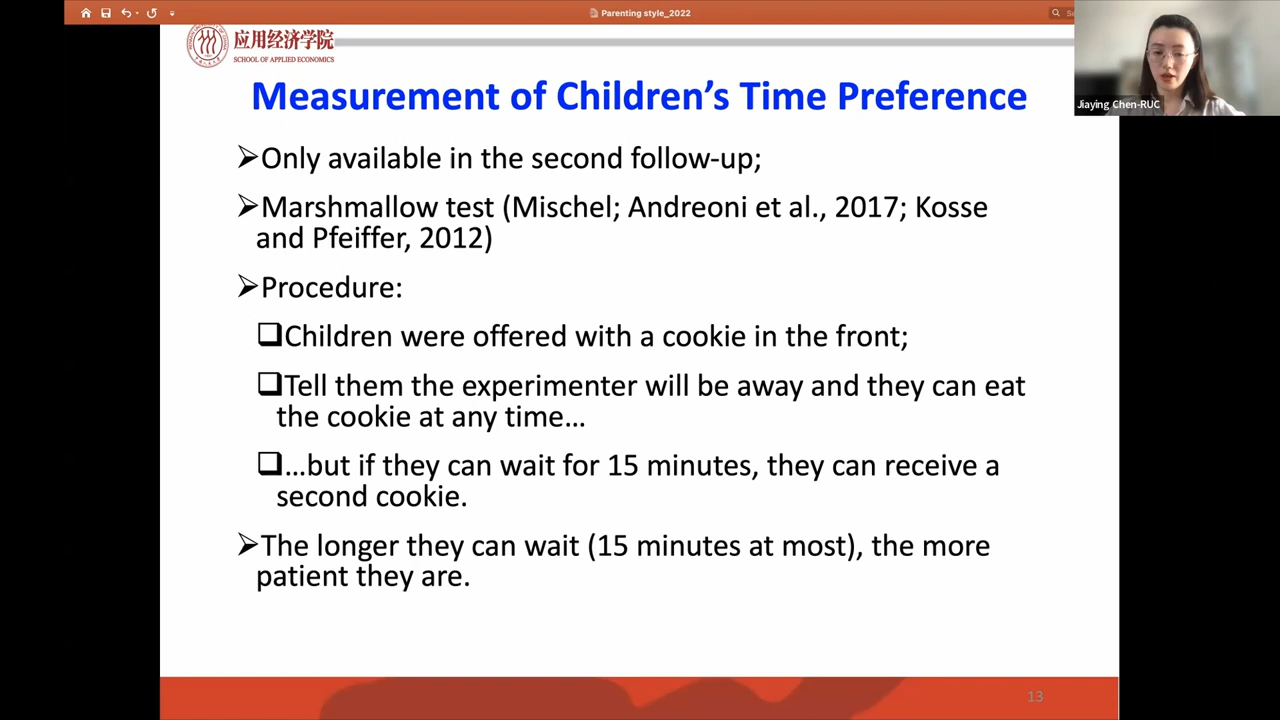 Parenting style_2022
应用经济学院
SCHOOL OF APPLIED ECONOMICS
Jiaying Chen-RUC
Measurement of Children's Time Preference
➢Only available in the second follow-up;
➢Marshmallow test (Mischel; Andreoni et al., 2017; Kosse
and Pfeiffer, 2012)
➢Procedure:
❑Children were offered with a cookie in the front;
❑Tell them the experimenter will be away and they can eat
the cookie at any time…
❑…but if they can wait for 15 minutes, they can receive a
second cookie.
➢The longer they can wait (15 minutes at most), the more
patient they are.
13